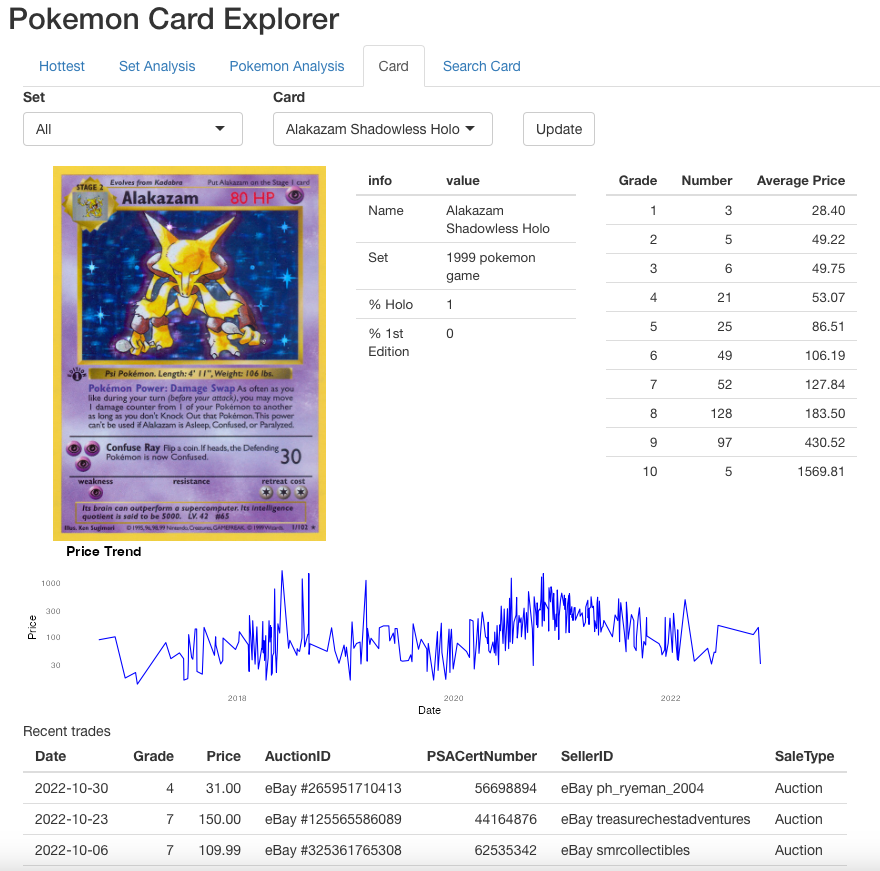 Pokemon Card Explorer
Hottest Set Analysis Pokemon Analysis Card Search Card
Set Card
All Alakazam Shadowless Holo Update
STAGE 2 Evolves from Kadabra Put Alakazam on the Stage 1 card
Alakazam 80 HP
Psi Pokémon. Length: 4' 11", Weight: 106 lbs.
Pokémon Power: Damage Swap As often as you
like during your turn (before your attack), you may move
1 damage counter from 1 of your Pokémon to another
as long as you don't Knock Out that Pokémon. This power
can't be used if Alakazam is Asleep, Confused, or Paralyzed.
Confuse Ray Flip a coin. If heads, the Defending
Pokémon is now Confused. 30
weakness resistance retreat cost
Its brain can outperform a supercomputer. Its intelligence
quotient is said to be 5000. LV. 42 #65
Illus. Ken Sugimori © 1995, 96, 98, 99 Nintendo, Creatures, GAMEFREAK. © 1999 Wizards. 1/102
info value
Name Alakazam
Shadowless Holo
Set 1999 pokemon
game
% Holo 1
% 1st 0
Edition
Grade Number Average Price
1 3 28.40
2 5 49.22
3 6 49.75
4 21 53.07
5 25 86.51
6 49 106.19
7 52 127.84
8 128 183.50
9 97 430.52
10 5 1569.81
Price Trend
1000
300
100
30
Price
2018 2020 2022
Date
Recent trades
Date Grade Price AuctionID PSACertNumber SellerID SaleType
2022-10-30 4 31.00 eBay #265951710413 56698894 eBay ph_ryeman_2004 Auction
2022-10-23 7 150.00 eBay #125565586089 44164876 eBay treasurechestadventures Auction
2022-10-06 7 109.99 eBay #325361765308 62535342 eBay smrcollectibles Auction